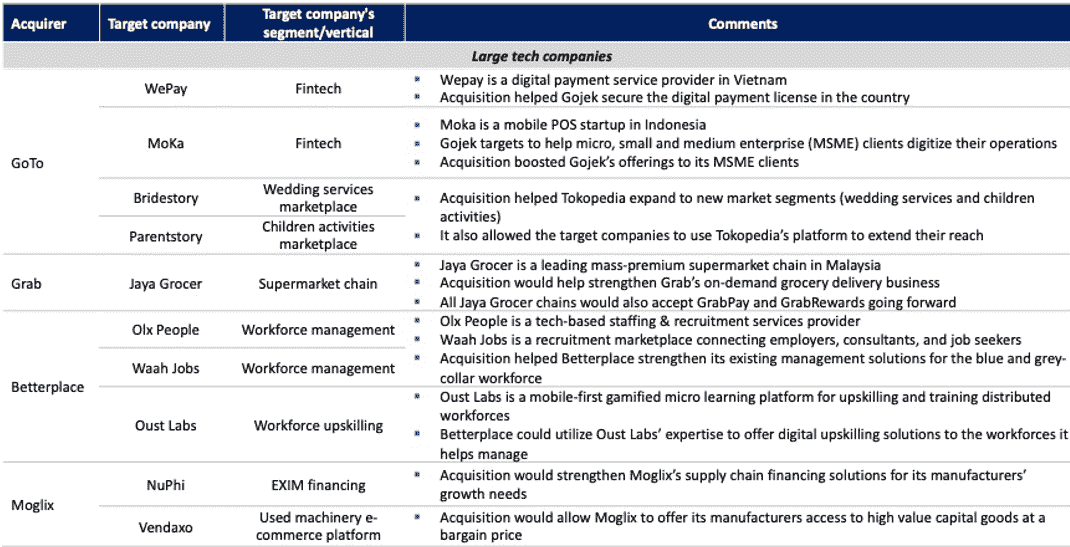 Acquirer
Target company
Target company's
segment/vertical
Comments
Large tech companies
GoTo
WePay
Fintech
Wepay is a digital payment service provider in Vietnam
Acquisition helped Gojek secure the digital payment license in the country
MoKa
Fintech
Moka is a mobile POS startup in Indonesia
Gojek targets to help micro, small and medium enterprise (MSME) clients digitize their operations
Acquisition boosted Gojek's offerings to its MSME clients
Bridestory
Wedding services
marketplace
Parentstory
Children activities
marketplace
Acquisition helped Tokopedia expand to new market segments (wedding services and children
activities)
It also allowed the target companies to use Tokopedia's platform to extend their reach
Grab
Jaya Grocer
Supermarket chain
Jaya Grocer is a leading mass-premium supermarket chain in Malaysia
Acquisition would help strengthen Grab's on-demand grocery delivery business
All Jaya Grocer chains would also accept GrabPay and GrabRewards going forward
Betterplace
Olx People
Workforce management
Waah Jobs
Workforce management
Olx People is a tech-based staffing & recruitment services provider
Waah Jobs is a recruitment marketplace connecting employers, consultants, and job seekers
Acquisition helped Betterplace strengthen its existing management solutions for the blue and grey-
collar workforce
Oust Labs
Workforce upskilling
Oust Labs is a mobile-first gamified micro learning platform for upskilling and training distributed
workforces
Betterplace could utilize Oust Labs' expertise to offer digital upskilling solutions to the workforces it
helps manage
Moglix
NuPhi
EXIM financing
Acquisition would strengthen Moglix's supply chain financing solutions for its manufacturers'
growth needs
Vendaxo
Used machinery e-
commerce platform
Acquisition would allow Moglix to offer its manufacturers access to high value capital goods at a
bargain price